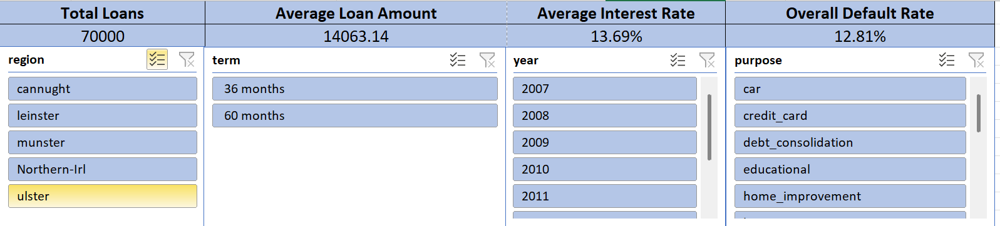 Total Loans
Average Loan Amount
Average Interest Rate
Overall Default Rate
70000
14063.14
13.69%
12.81%
region
cannught
leinster
munster
Northern-Irl
ulster
term
36 months
60 months
year
2007
2008
2009
2010
2011
purpose
car
credit_card
debt_consolidation
educational
home_improvement